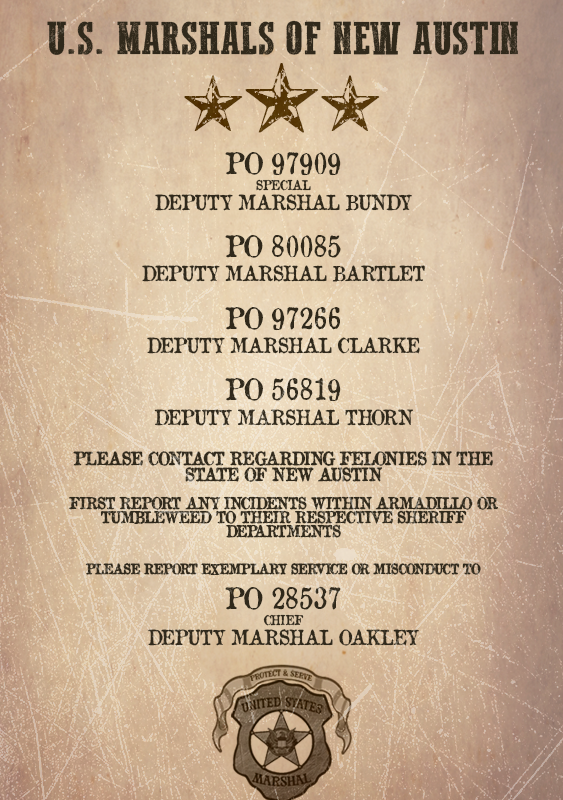 U.S. MARSHALS OF NEW AUSTIN
PO 97909
SPECIAL
DEPUTY MARSHAL BUNDY
PO 80085
DEPUTY MARSHAL BARTLET
PO 97266
DEPUTY MARSHAL CLARKE
PO 56819
DEPUTY MARSHAL THORN
PLEASE CONTACT REGARDING FELONIES IN THE
STATE OF NEW AUSTIN
FIRST REPORT ANY INCIDENTS WITHIN ARMADILLO OR
TUMBLEWEED TO THEIR RESPECTIVE SHERIFF
DEPARTMENTS
PLEASE REPORT EXEMPLARY SERVICE OR MISCONDUCT TO
PO 28537
CHIEF
DEPUTY MARSHAL OAKLEY
PROTECT & SERVE
UNITED STATES
MARSHAL